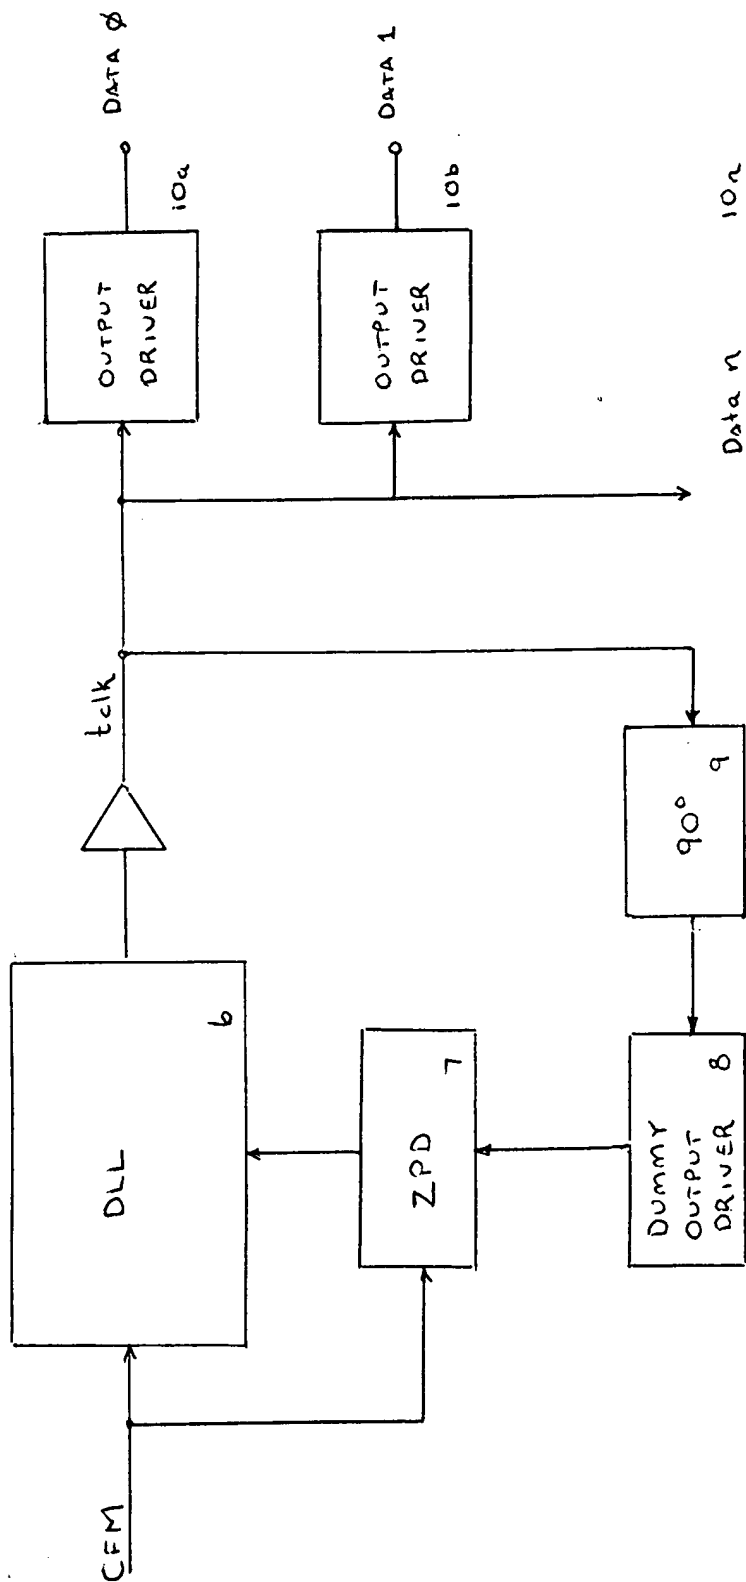 CFM
DLL
6
tclk
OUTPUT
DRIVER
10a
DATA Ø
OUTPUT
DRIVER
10b
DATA 1
ZPD
7
DUMMY
OUTPUT
DRIVER
8
90°
9
Data n
10n